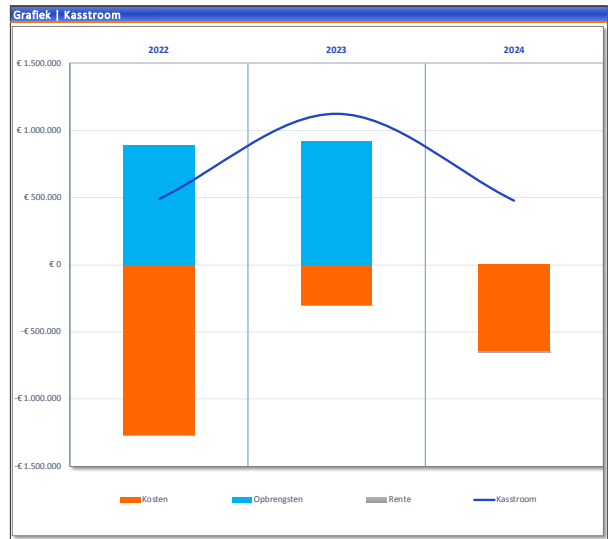 Grafiek | Kasstroom
2022 2023 2024
€ 1.500.000
€ 1.000.000
€ 500.000
€ 0
-€ 500.000
-€ 1.000.000
-€ 1.500.000
Kosten Opbrengsten Rente Kasstroom